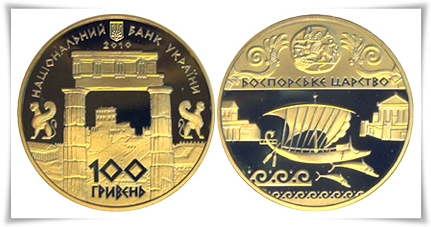 НАЦІОНАЛЬНИЙ БАНК УКРАЇНИ
2010
100
ГРИВЕНЬ
БОСПОРСЬКЕ ЦАРСТВО